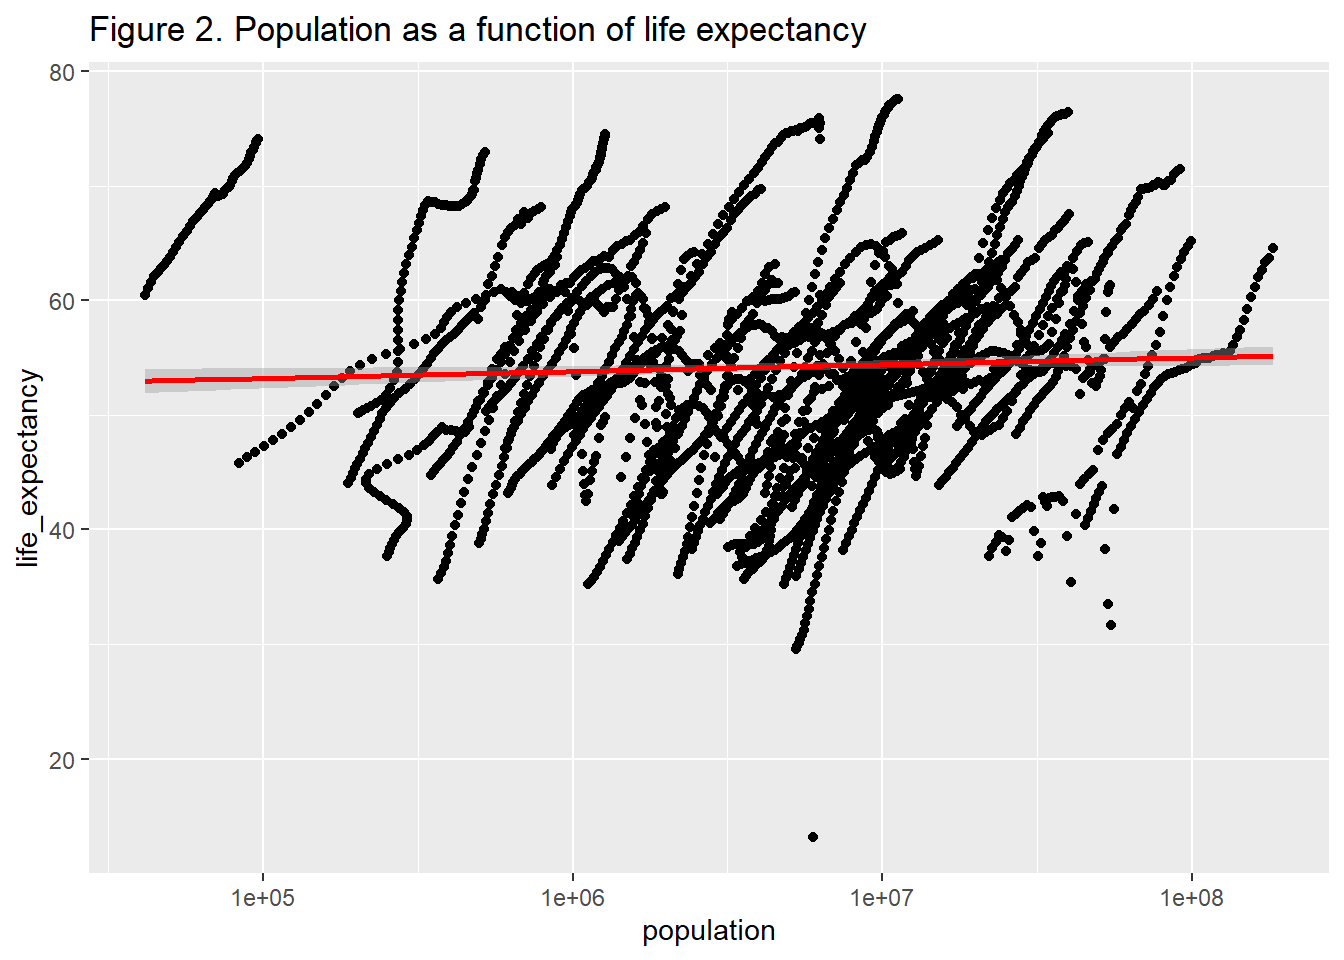 Figure 2. Population as a function of life expectancy
80
60
40
20
life_expectancy
1e+05 1e+06 1e+07 1e+08
population